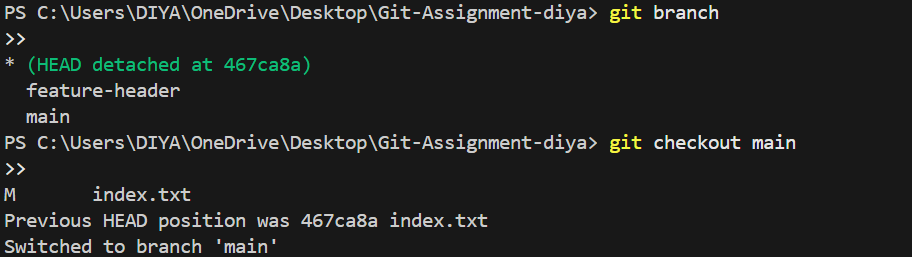 PS C:\Users\DIYA\OneDrive\Desktop\Git-Assignment-diya> git branch
>>
* (HEAD detached at 467ca8a)
  feature-header
  main
PS C:\Users\DIYA\OneDrive\Desktop\Git-Assignment-diya> git checkout main
>>
M       index.txt
Previous HEAD position was 467ca8a index.txt
Switched to branch 'main'